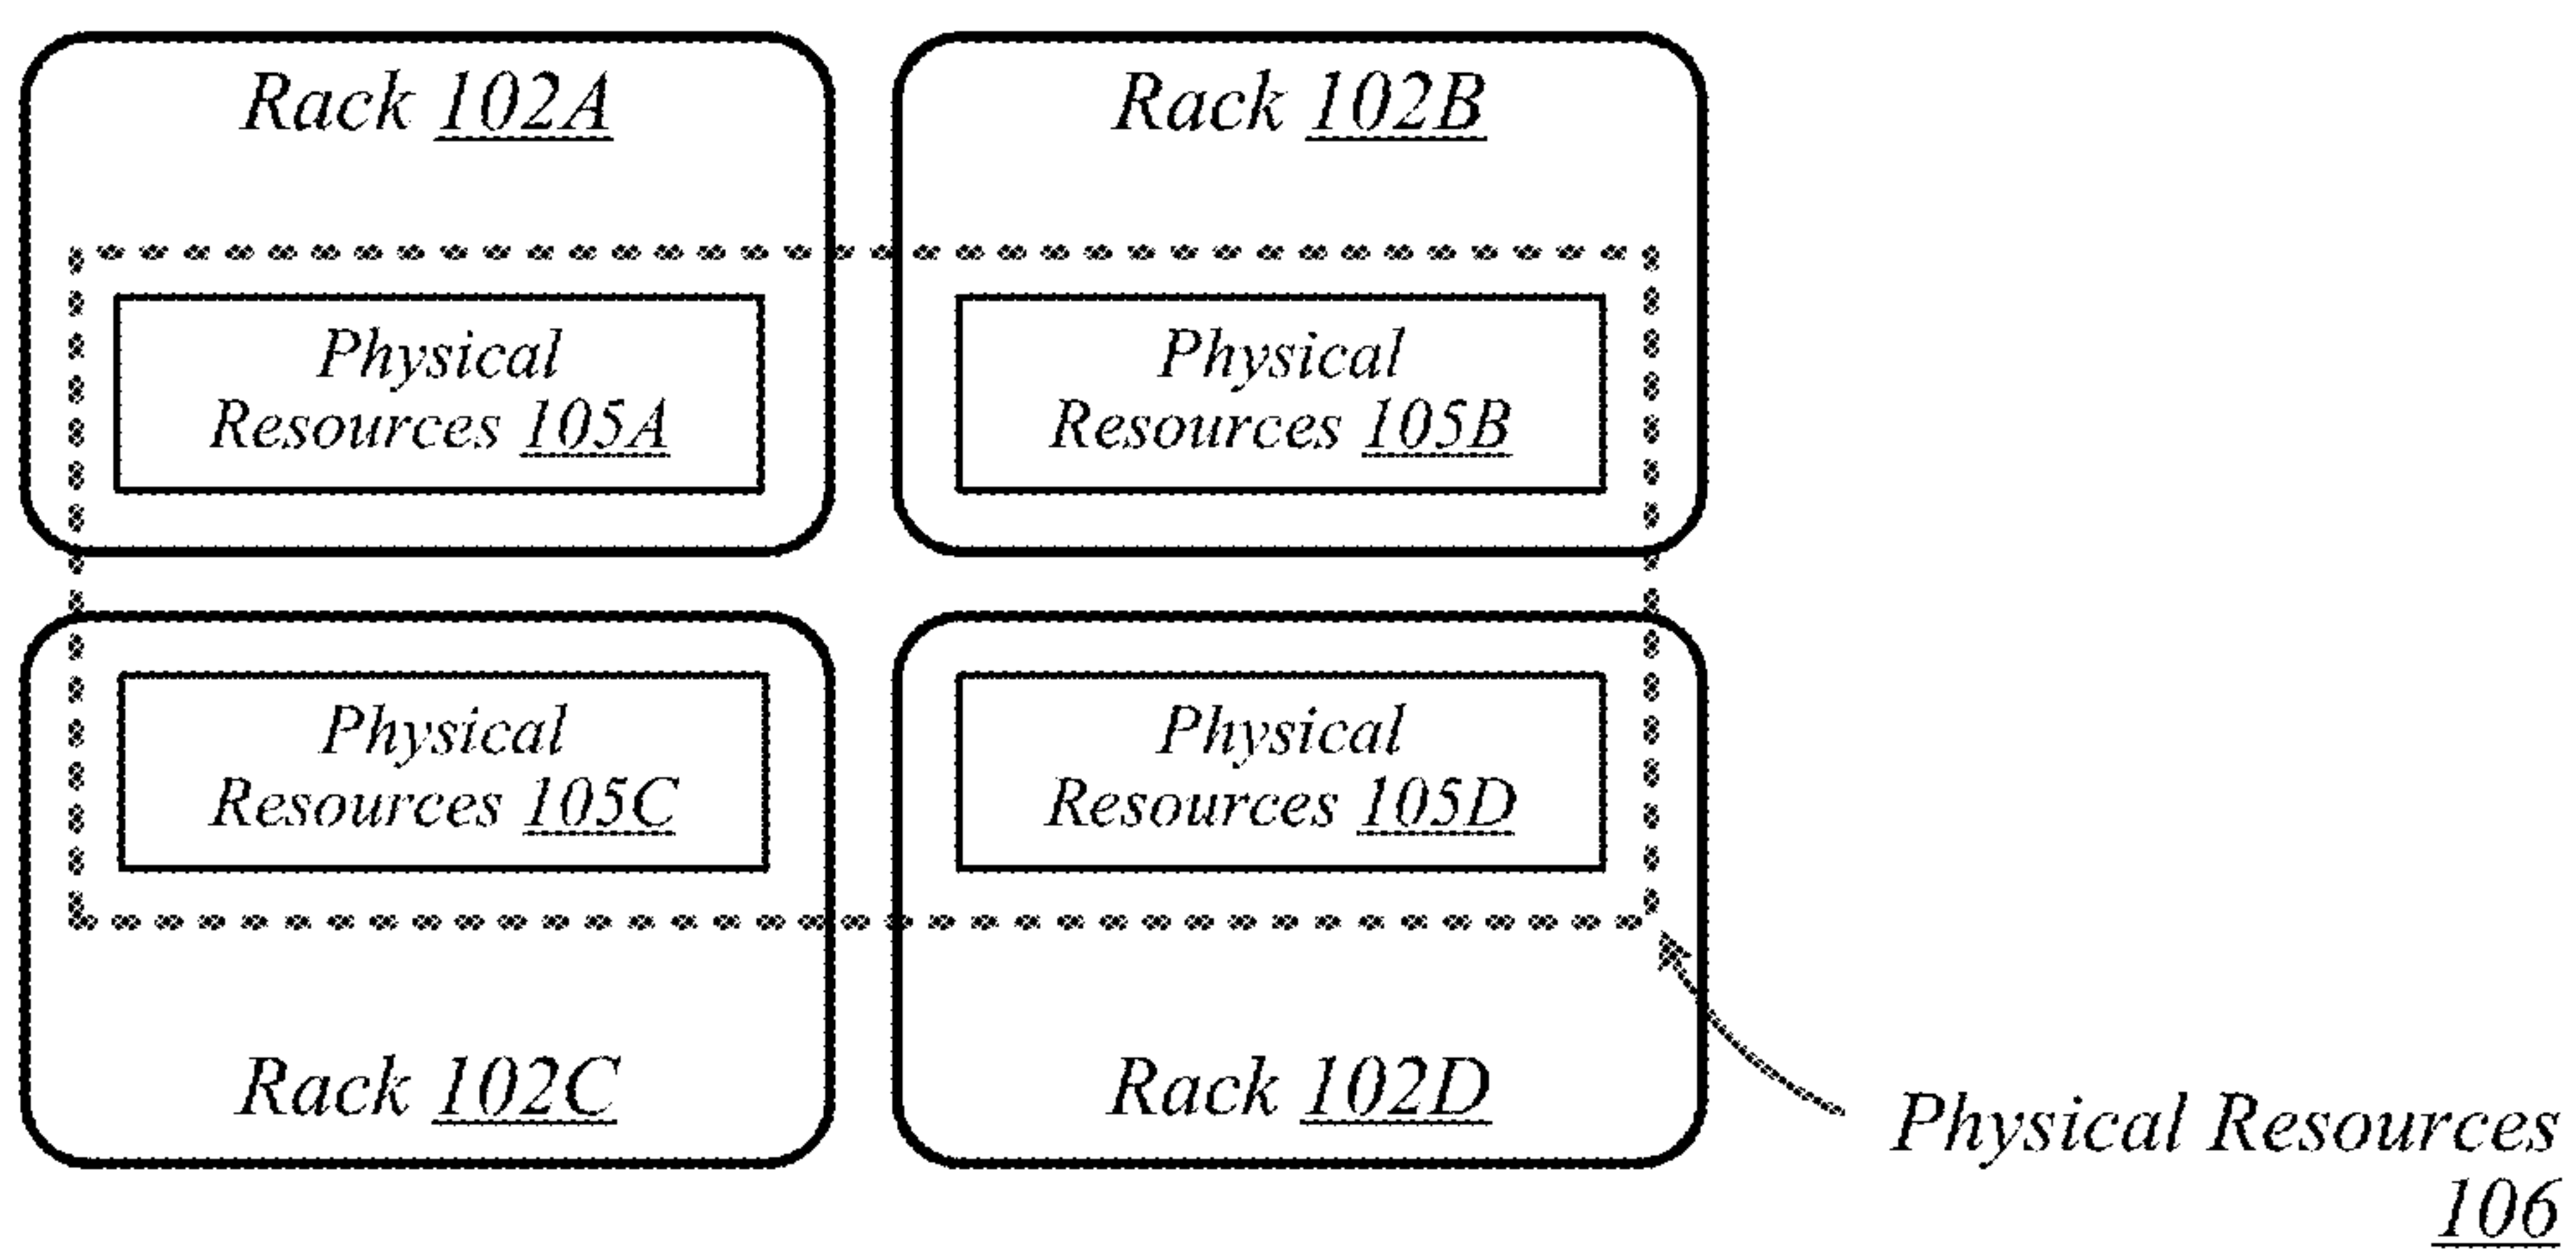 Rack 102A
Rack 102B
Physical
Resources 105A
Physical
Resources 105B
Physical
Resources 105C
Physical
Resources 105D
Rack 102C
Rack 102D
Physical Resources
106